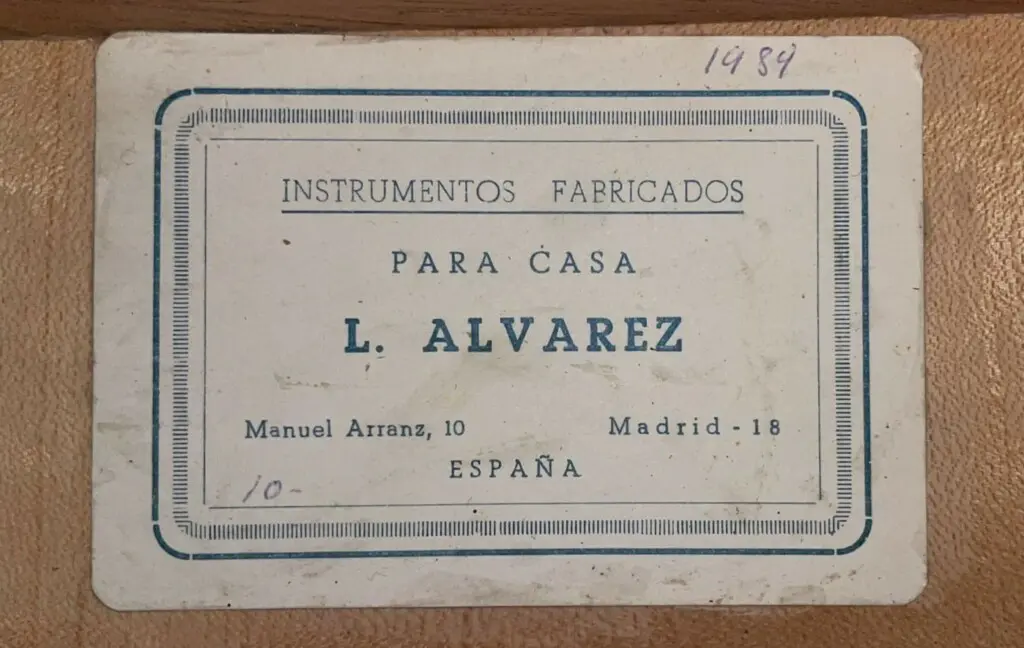 1984
INSTRUMENTOS FABRICADOS
PARA CASA
L. ALVAREZ
Manuel Arranz, 10 Madrid - 18
ESPAÑA
10-